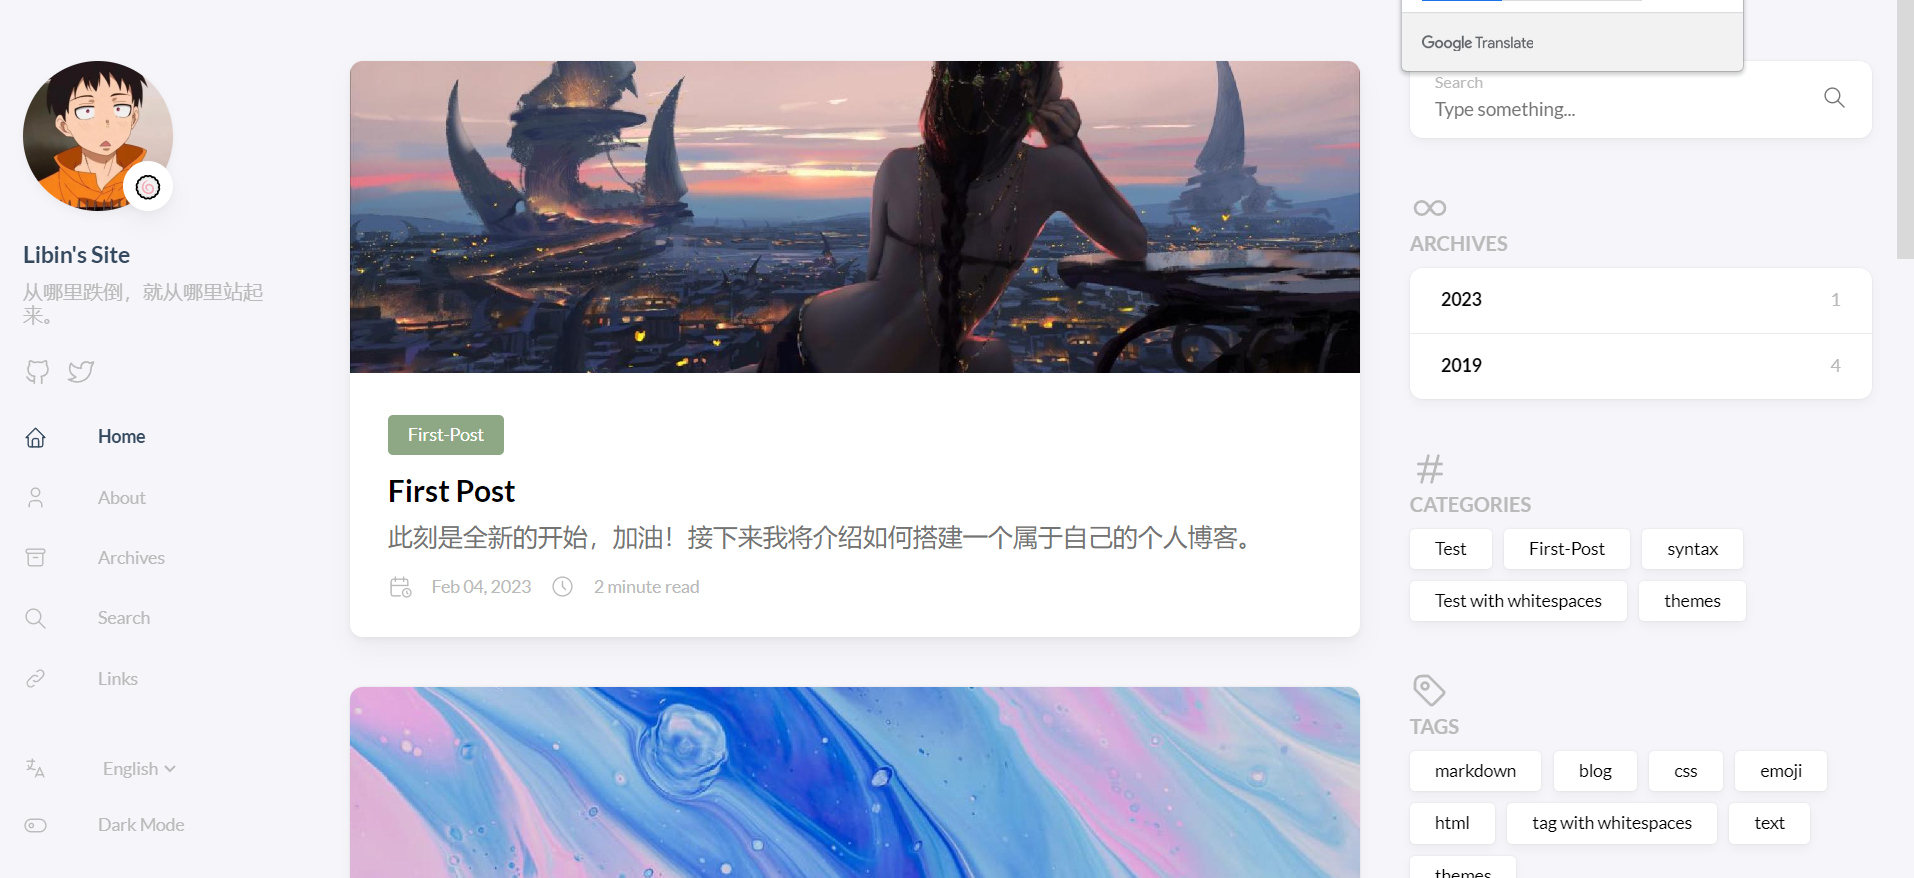 Google Translate
Libin's Site
从哪里跌倒，就从哪里站起
来。
Home
About
Archives
Search
Links
English
Dark Mode
First-Post
First Post
此刻是全新的开始，加油！接下来我将介绍如何搭建一个属于自己的个人博客。
Feb 04, 2023 2 minute read
Search
Type something...
ARCHIVES
2023 1
2019 4
CATEGORIES
Test First-Post syntax
Test with whitespaces themes
TAGS
markdown blog css emoji
html tag with whitespaces text
themes